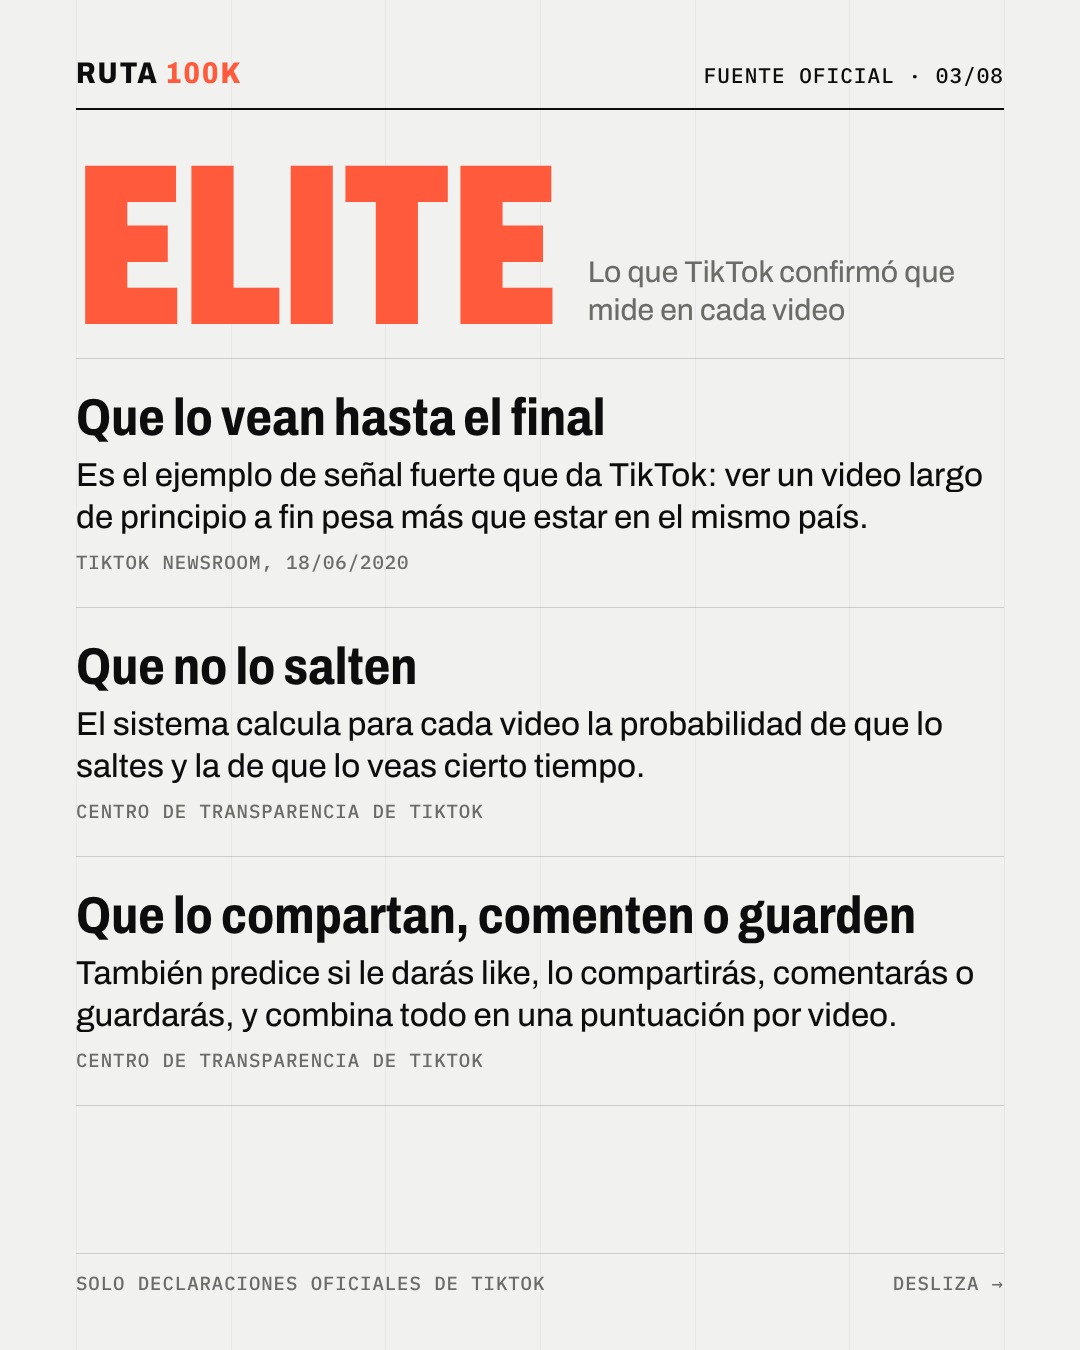 RUTA 100K
FUENTE OFICIAL · 03/08
ELITE
Lo que TikTok confirmó que
mide en cada video
Que lo vean hasta el final
Es el ejemplo de señal fuerte que da TikTok: ver un video largo
de principio a fin pesa más que estar en el mismo país.
TIKTOK NEWSROOM, 18/06/2020
Que no lo salten
El sistema calcula para cada video la probabilidad de que lo
saltes y la de que lo veas cierto tiempo.
CENTRO DE TRANSPARENCIA DE TIKTOK
Que lo compartan, comenten o guarden
También predice si le darás like, lo compartirás, comentarás o
guardarás, y combina todo en una puntuación por video.
CENTRO DE TRANSPARENCIA DE TIKTOK
SOLO DECLARACIONES OFICIALES DE TIKTOK
DESLIZA →